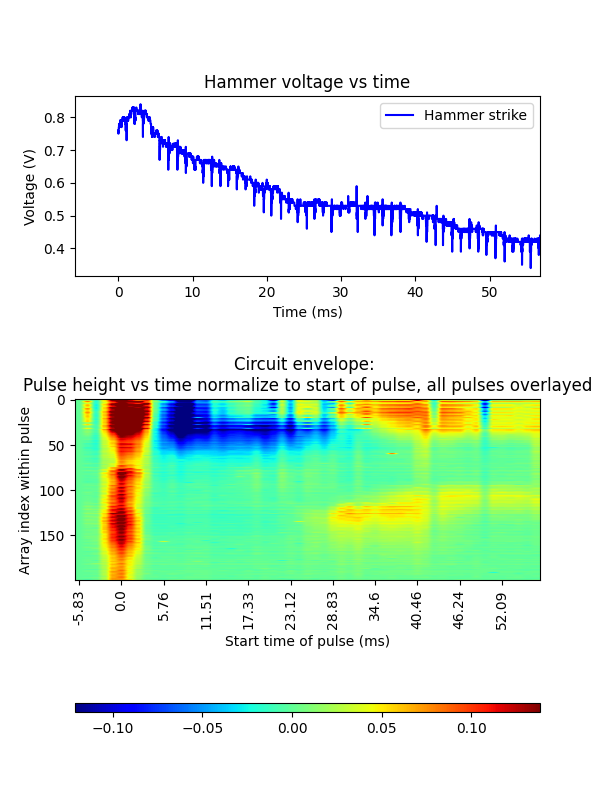 Hammer voltage vs time
Hammer strike
0.8
0.7
0.6
0.5
0.4
Voltage (V)
0 10 20 30 40 50
Time (ms)
Circuit envelope:
Pulse height vs time normalize to start of pulse, all pulses overlayed
0
50
100
150
Array index within pulse
-5.83 0.0 5.76 11.51 17.33 23.12 28.83 34.6 40.46 46.24 52.09
Start time of pulse (ms)
−0.10 −0.05 0.00 0.05 0.10